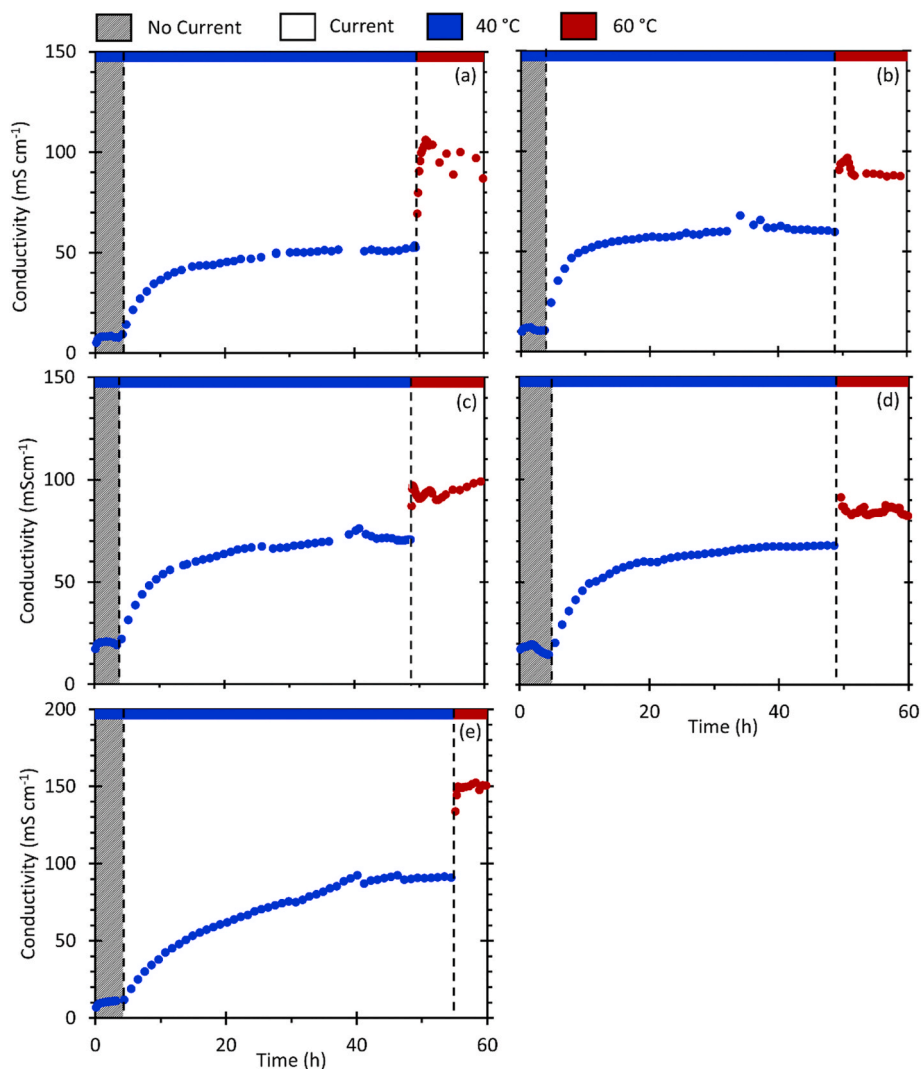 No Current Current 40 °C 60 °C
150
100
50
0
Conductivity (mS cm⁻¹)
(a)
(b)
150
100
50
0
Conductivity (mScm⁻¹)
(c)
(d)
0 20 40 60
Time (h)
200
150
100
50
0
Conductivity (mS cm⁻¹)
(e)
0 20 40 60
Time (h)